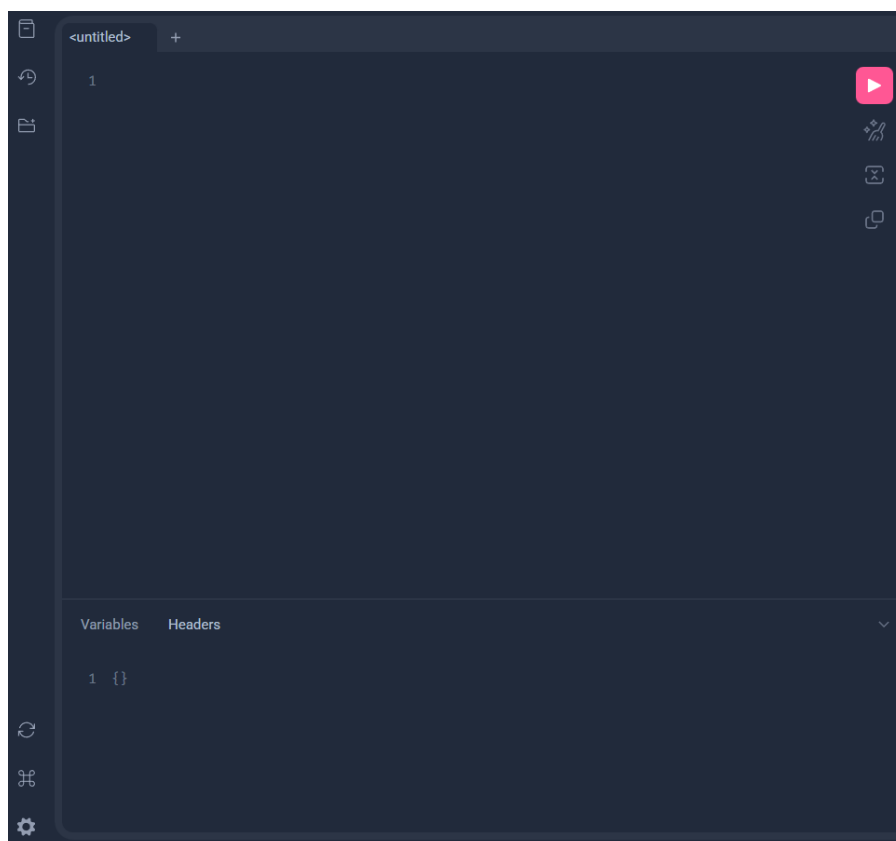 <untitled> +
1
Variables Headers
1 {}